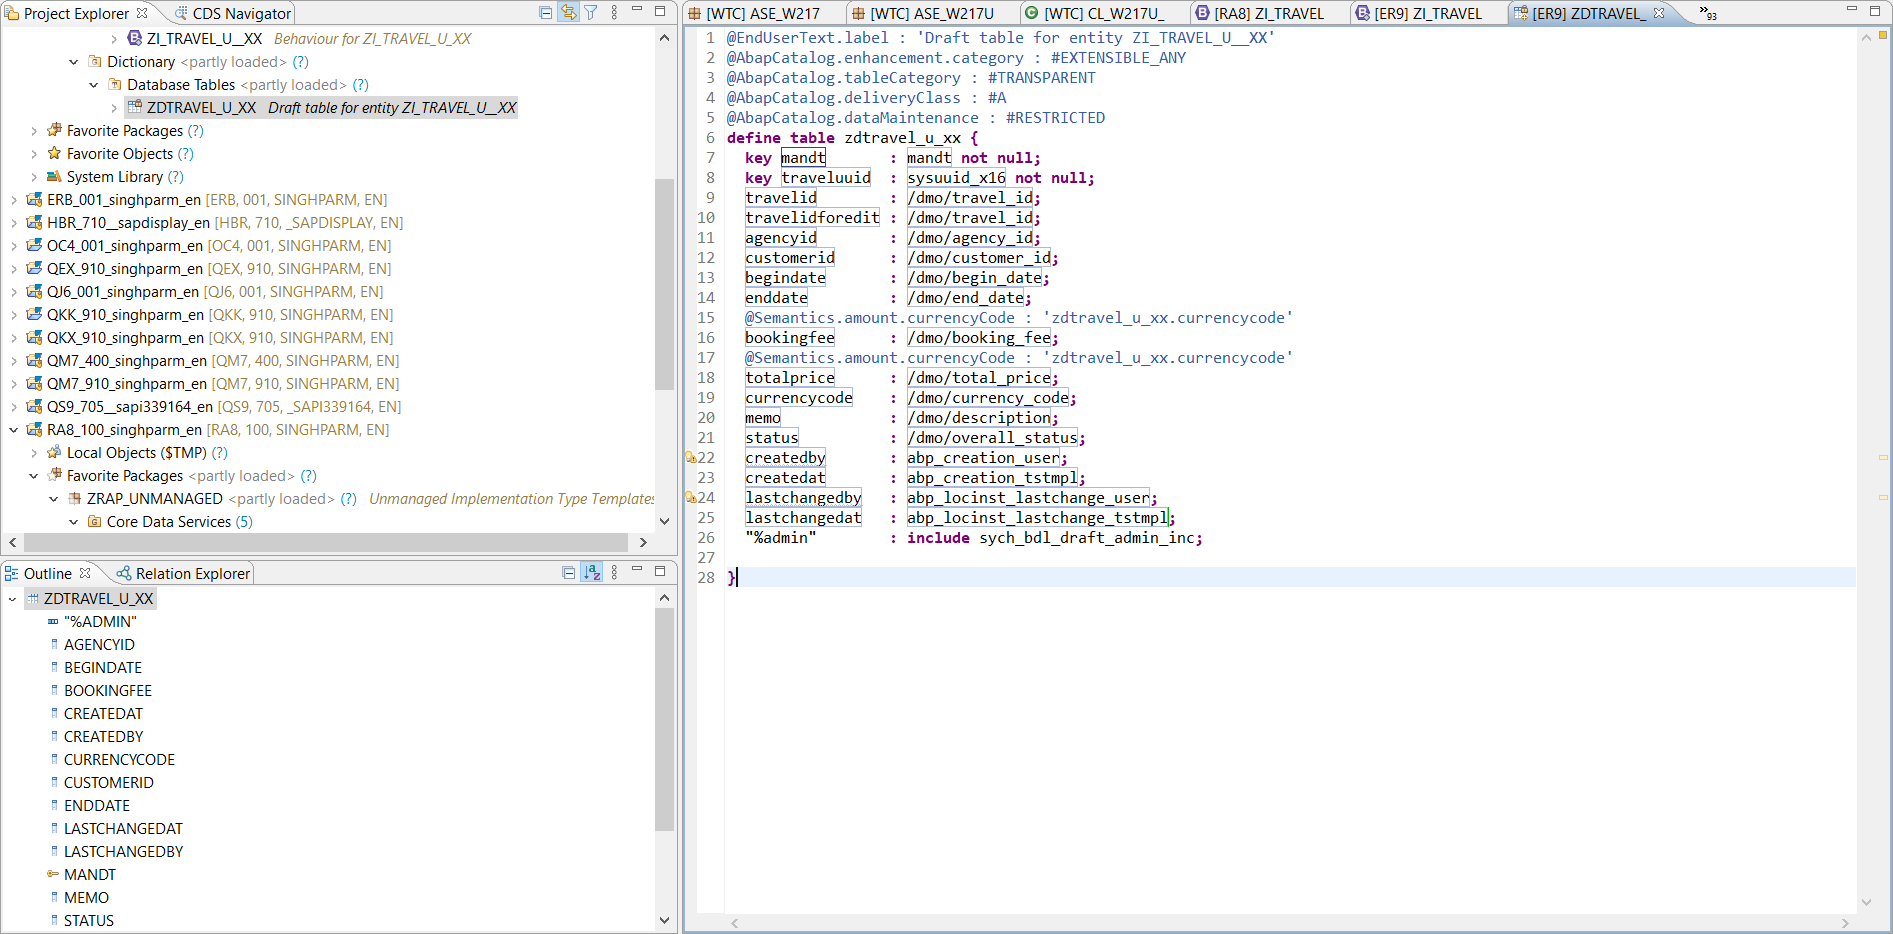 Project Explorer
CDS Navigator
ZI_TRAVEL_U__XX Behaviour for ZI_TRAVEL_U_XX
Dictionary <partly loaded> (?)
Database Tables <partly loaded> (?)
ZDTRAVEL_U_XX Draft table for entity ZI_TRAVEL_U__XX
Favorite Packages (?)
Favorite Objects (?)
System Library (?)
ERB_001_singhparm_en [ERB, 001, SINGHPARM, EN]
HBR_710__sapdisplay_en [HBR, 710, _SAPDISPLAY, EN]
OC4_001_singhparm_en [OC4, 001, SINGHPARM, EN]
QEX_910_singhparm_en [QEX, 910, SINGHPARM, EN]
QJ6_001_singhparm_en [QJ6, 001, SINGHPARM, EN]
QKK_910_singhparm_en [QKK, 910, SINGHPARM, EN]
QKX_910_singhparm_en [QKX, 910, SINGHPARM, EN]
QM7_400_singhparm_en [QM7, 400, SINGHPARM, EN]
QM7_910_singhparm_en [QM7, 910, SINGHPARM, EN]
QS9_705__sapi339164_en [QS9, 705, _SAPI339164, EN]
RA8_100_singhparm_en [RA8, 100, SINGHPARM, EN]
Local Objects ($TMP) (?)
Favorite Packages <partly loaded> (?)
ZRAP_UNMANAGED <partly loaded> (?) Unmanaged Implementation Type Templates
Core Data Services (5)
Outline
Relation Explorer
ZDTRAVEL_U_XX
"%ADMIN"
AGENCYID
BEGINDATE
BOOKINGFEE
CREATEDAT
CREATEDBY
CURRENCYCODE
CUSTOMERID
ENDDATE
LASTCHANGEDAT
LASTCHANGEDBY
MANDT
MEMO
STATUS
[WTC] ASE_W217
[WTC] ASE_W217U
[WTC] CL_W217U_
[RA8] ZI_TRAVEL
[ER9] ZI_TRAVEL
[ER9] ZDTRAVEL_
»93
1 @EndUserText.label : 'Draft table for entity ZI_TRAVEL_U__XX'
2 @AbapCatalog.enhancement.category : #EXTENSIBLE_ANY
3 @AbapCatalog.tableCategory : #TRANSPARENT
4 @AbapCatalog.deliveryClass : #A
5 @AbapCatalog.dataMaintenance : #RESTRICTED
6 define table zdtravel_u_xx {
7 key mandt : mandt not null;
8 key traveluuid : sysuuid_x16 not null;
9 travelid : /dmo/travel_id;
10 travelidforedit : /dmo/travel_id;
11 agencyid : /dmo/agency_id;
12 customerid : /dmo/customer_id;
13 begindate : /dmo/begin_date;
14 enddate : /dmo/end_date;
15 @Semantics.amount.currencyCode : 'zdtravel_u_xx.currencycode'
16 bookingfee : /dmo/booking_fee;
17 @Semantics.amount.currencyCode : 'zdtravel_u_xx.currencycode'
18 totalprice : /dmo/total_price;
19 currencycode : /dmo/currency_code;
20 memo : /dmo/description;
21 status : /dmo/overall_status;
22 createdby : abp_creation_user;
23 createdat : abp_creation_tstmpl;
24 lastchangedby : abp_locinst_lastchange_user;
25 lastchangedat : abp_locinst_lastchange_tstmpl;
26 "%admin" : include sych_bdl_draft_admin_inc;
27
28 }